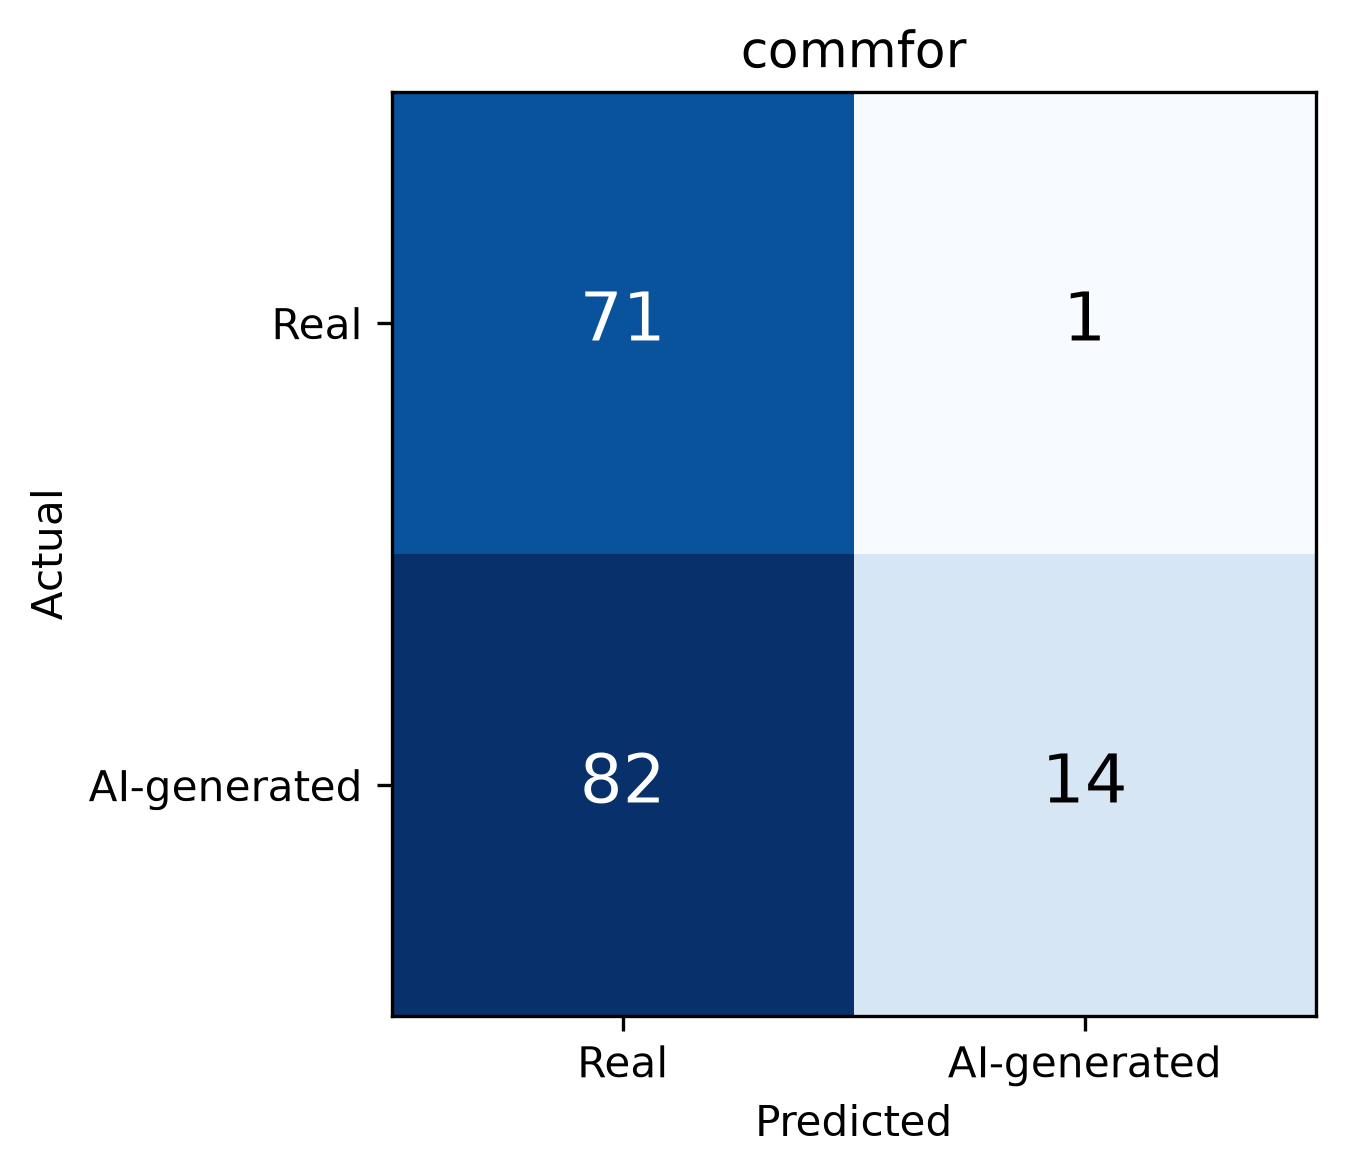 commfor
Real
71
1
Actual
AI-generated
82
14
Real
AI-generated
Predicted